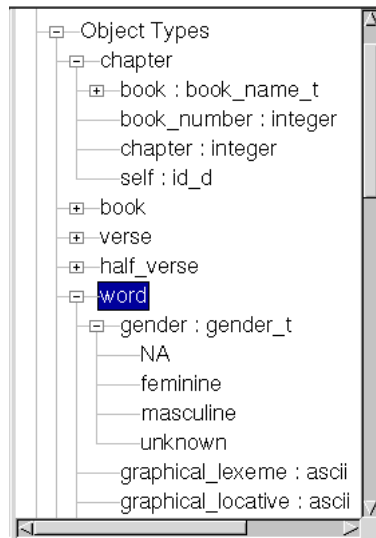 Object Types
chapter
book : book_name_t
book_number : integer
chapter : integer
self : id_d
book
verse
half_verse
word
gender : gender_t
NA
feminine
masculine
unknown
graphical_lexeme : ascii
graphical_locative : ascii